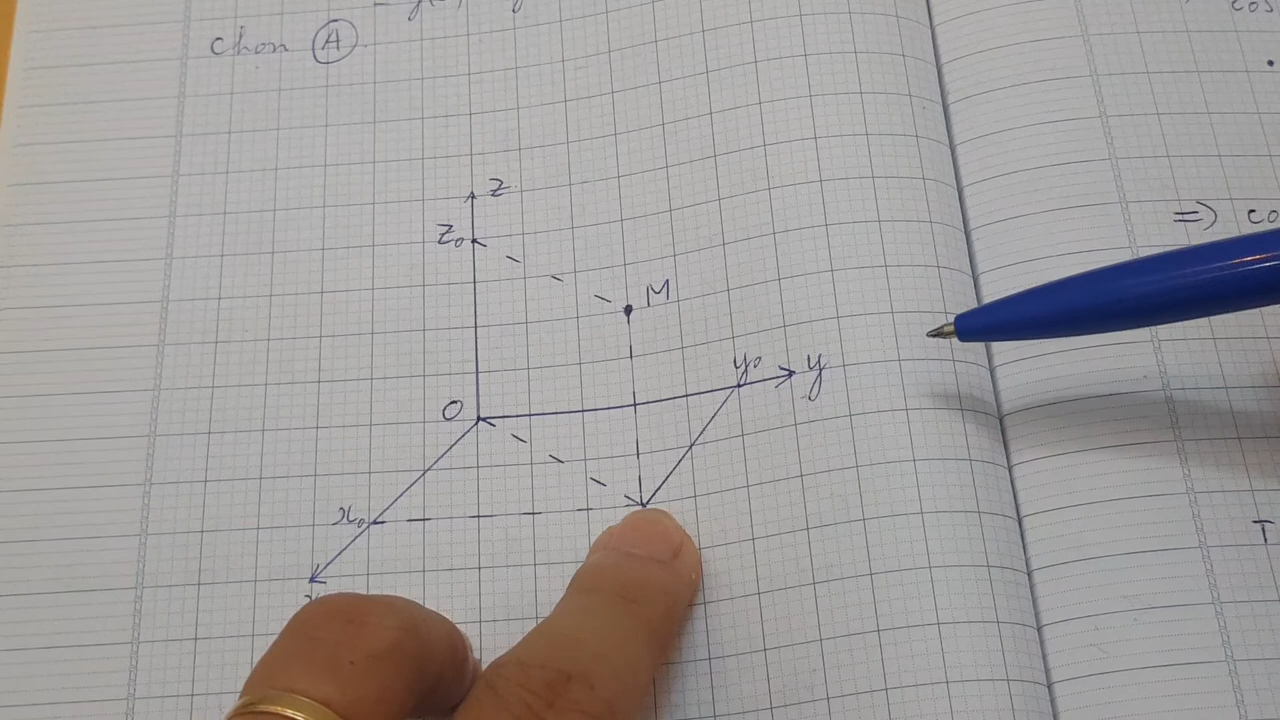 chọn A
z
z₀
M
y₀
y
O
x₀
=) co
T